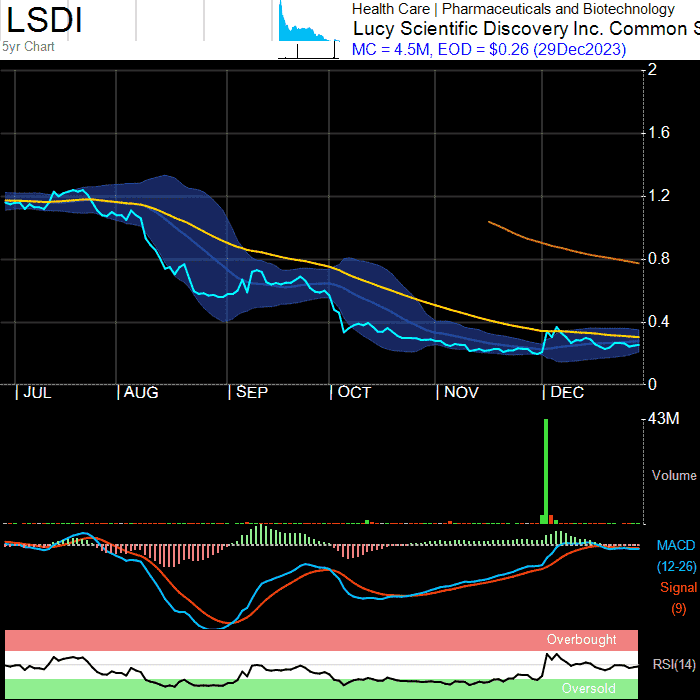 LSDI
5yr Chart
Health Care | Pharmaceuticals and Biotechnology
Lucy Scientific Discovery Inc. Common S
MC = 4.5M, EOD = $0.26 (29Dec2023)
2
1.6
1.2
0.8
0.4
0
| JUL | AUG | SEP | OCT | NOV | DEC
43M
Volume
MACD
(12-26)
Signal
(9)
Overbought
RSI(14)
Oversold